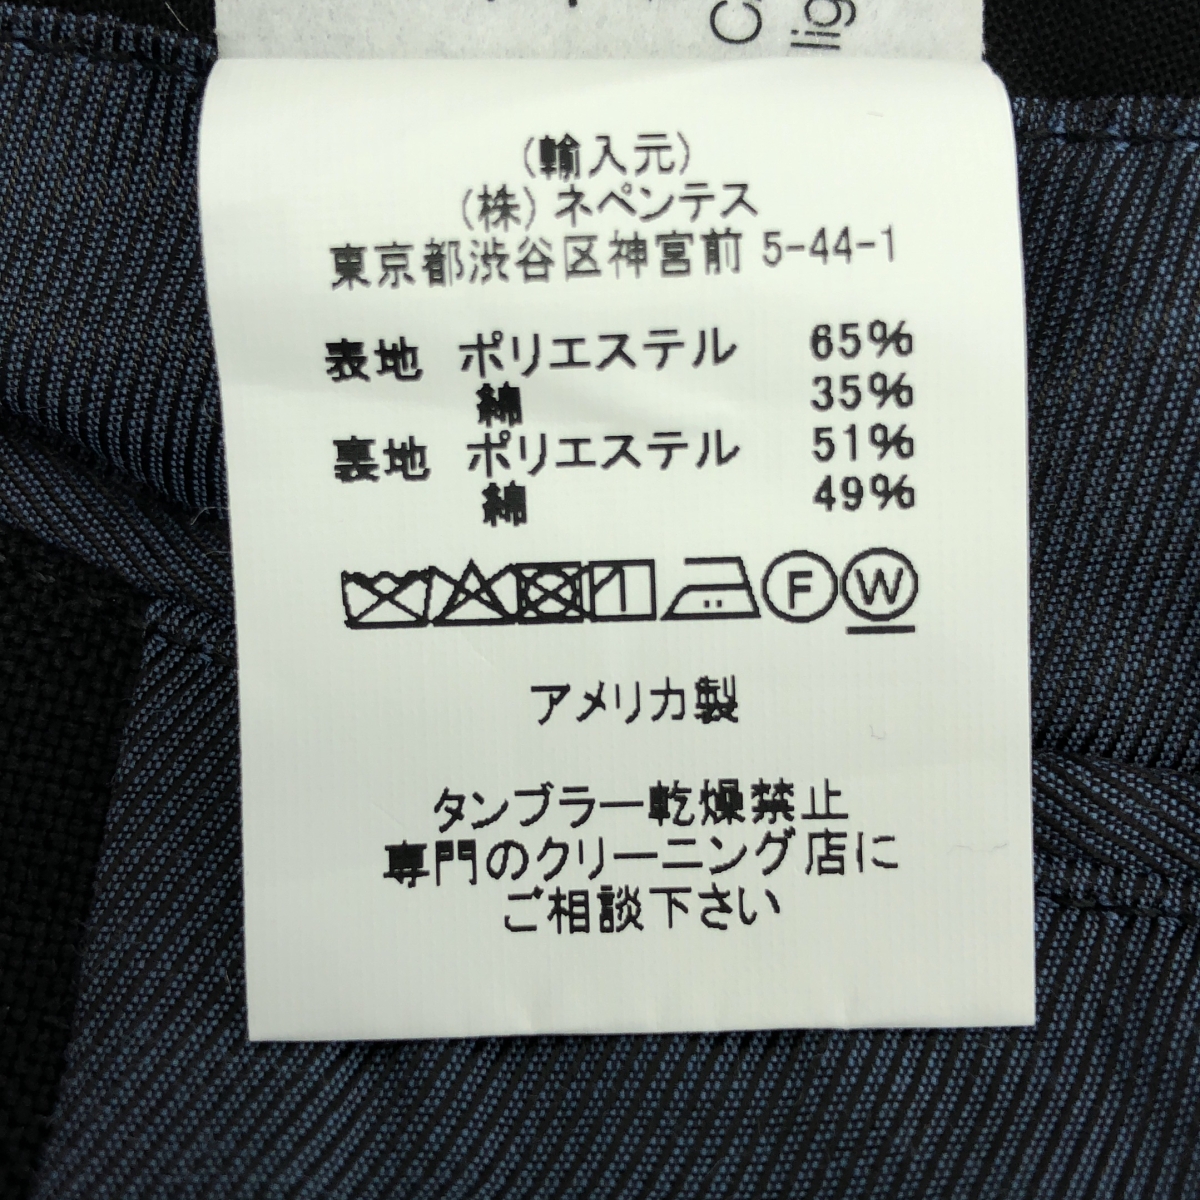 lig
(輸入元)
(株) ネペンテス
東京都渋谷区神宮前 5-44-1
表地 ポリエステル 65%
綿 35%
裏地 ポリエステル 51%
綿 49%
F W
アメリカ製
タンブラー乾燥禁止
専門のクリーニング店に
ご相談下さい